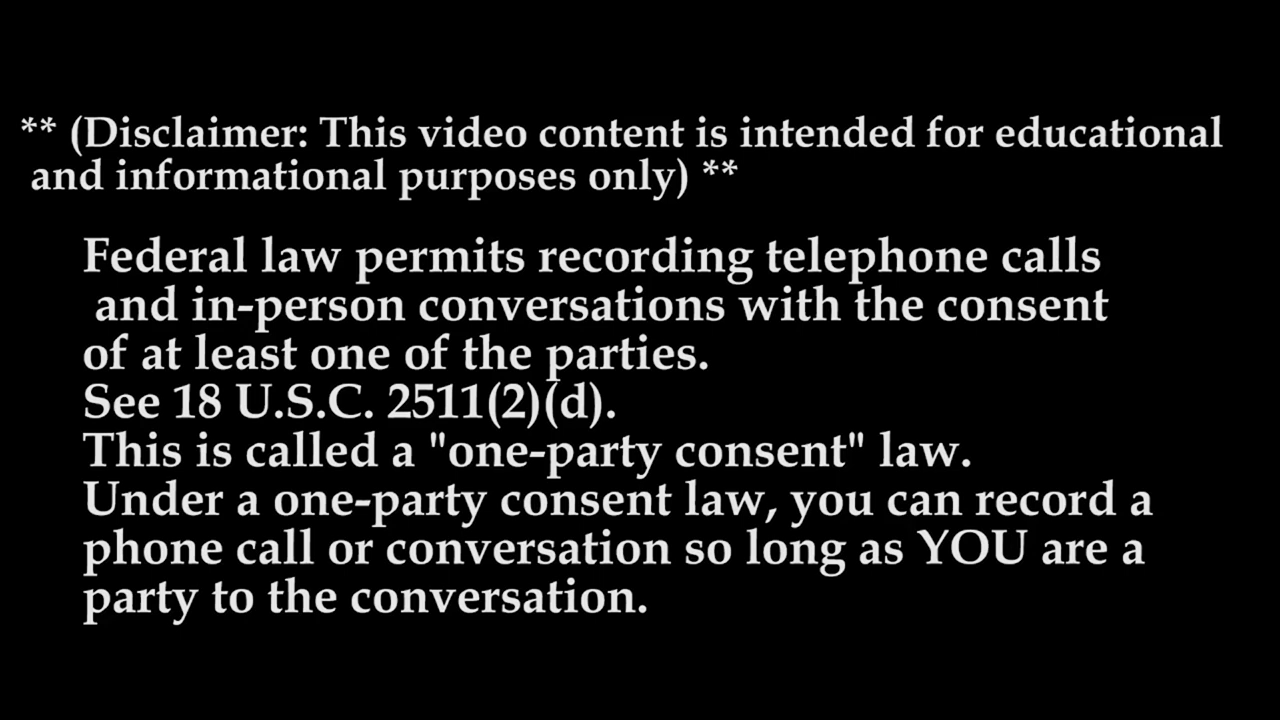 ** (Disclaimer: This video content is intended for educational
and informational purposes only) **
Federal law permits recording telephone calls
and in-person conversations with the consent
of at least one of the parties.
See 18 U.S.C. 2511(2)(d).
This is called a "one-party consent" law.
Under a one-party consent law, you can record a
phone call or conversation so long as YOU are a
party to the conversation.